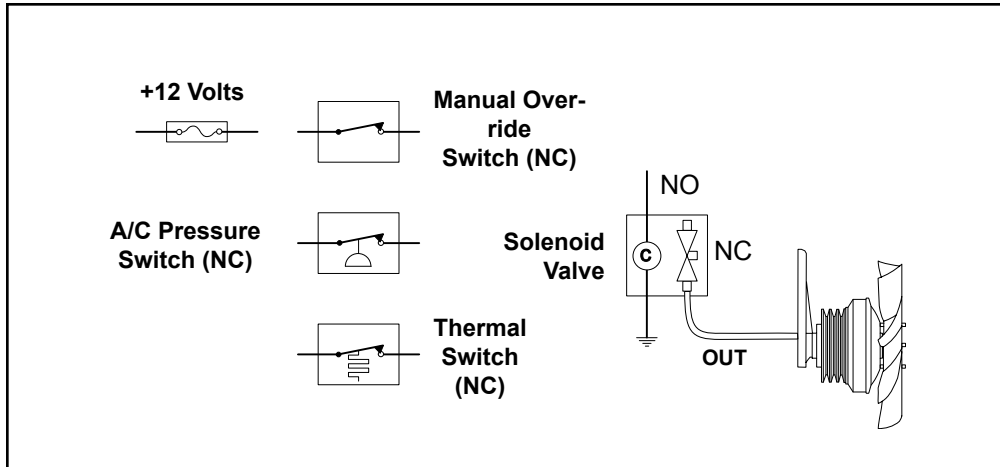 +12 Volts
Manual Over-
ride
Switch (NC)
A/C Pressure
Switch (NC)
Thermal
Switch
(NC)
Solenoid
Valve
NO
C
NC
OUT